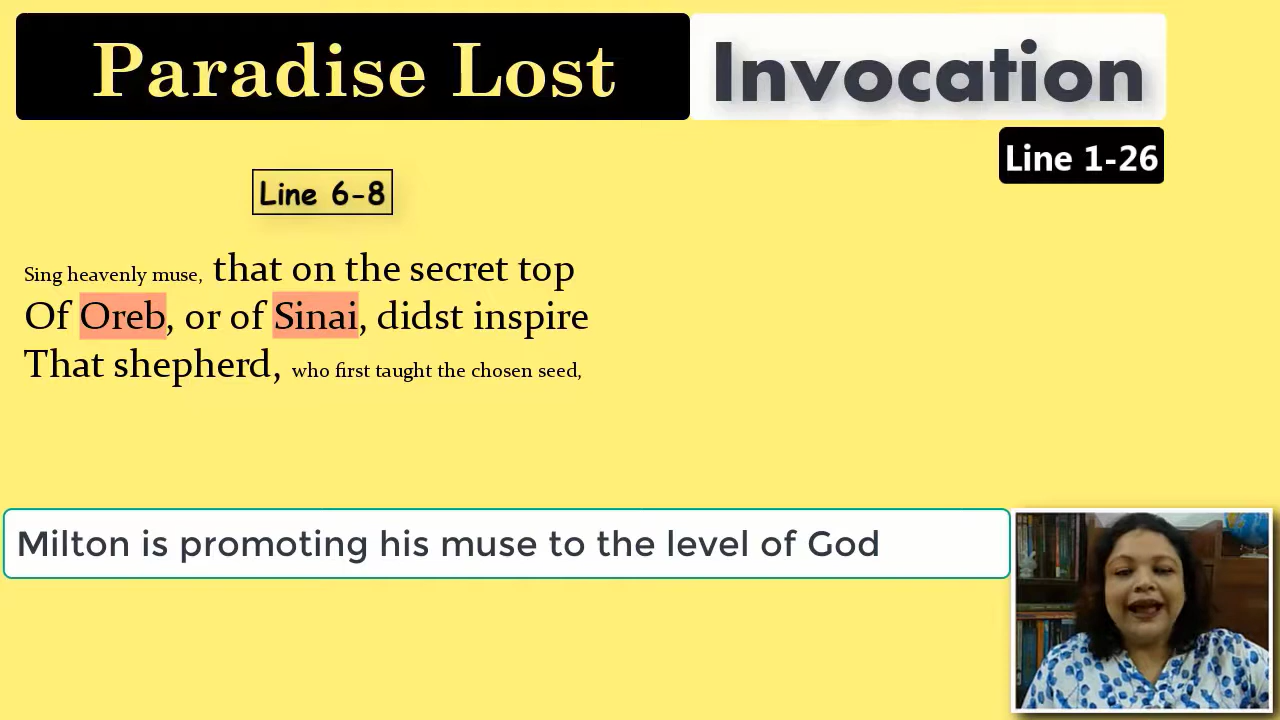 Paradise Lost Invocation
Line 1-26
Line 6-8
Sing heavenly muse, that on the secret top
Of Oreb, or of Sinai, didst inspire
That shepherd, who first taught the chosen seed,
Milton is promoting his muse to the level of God